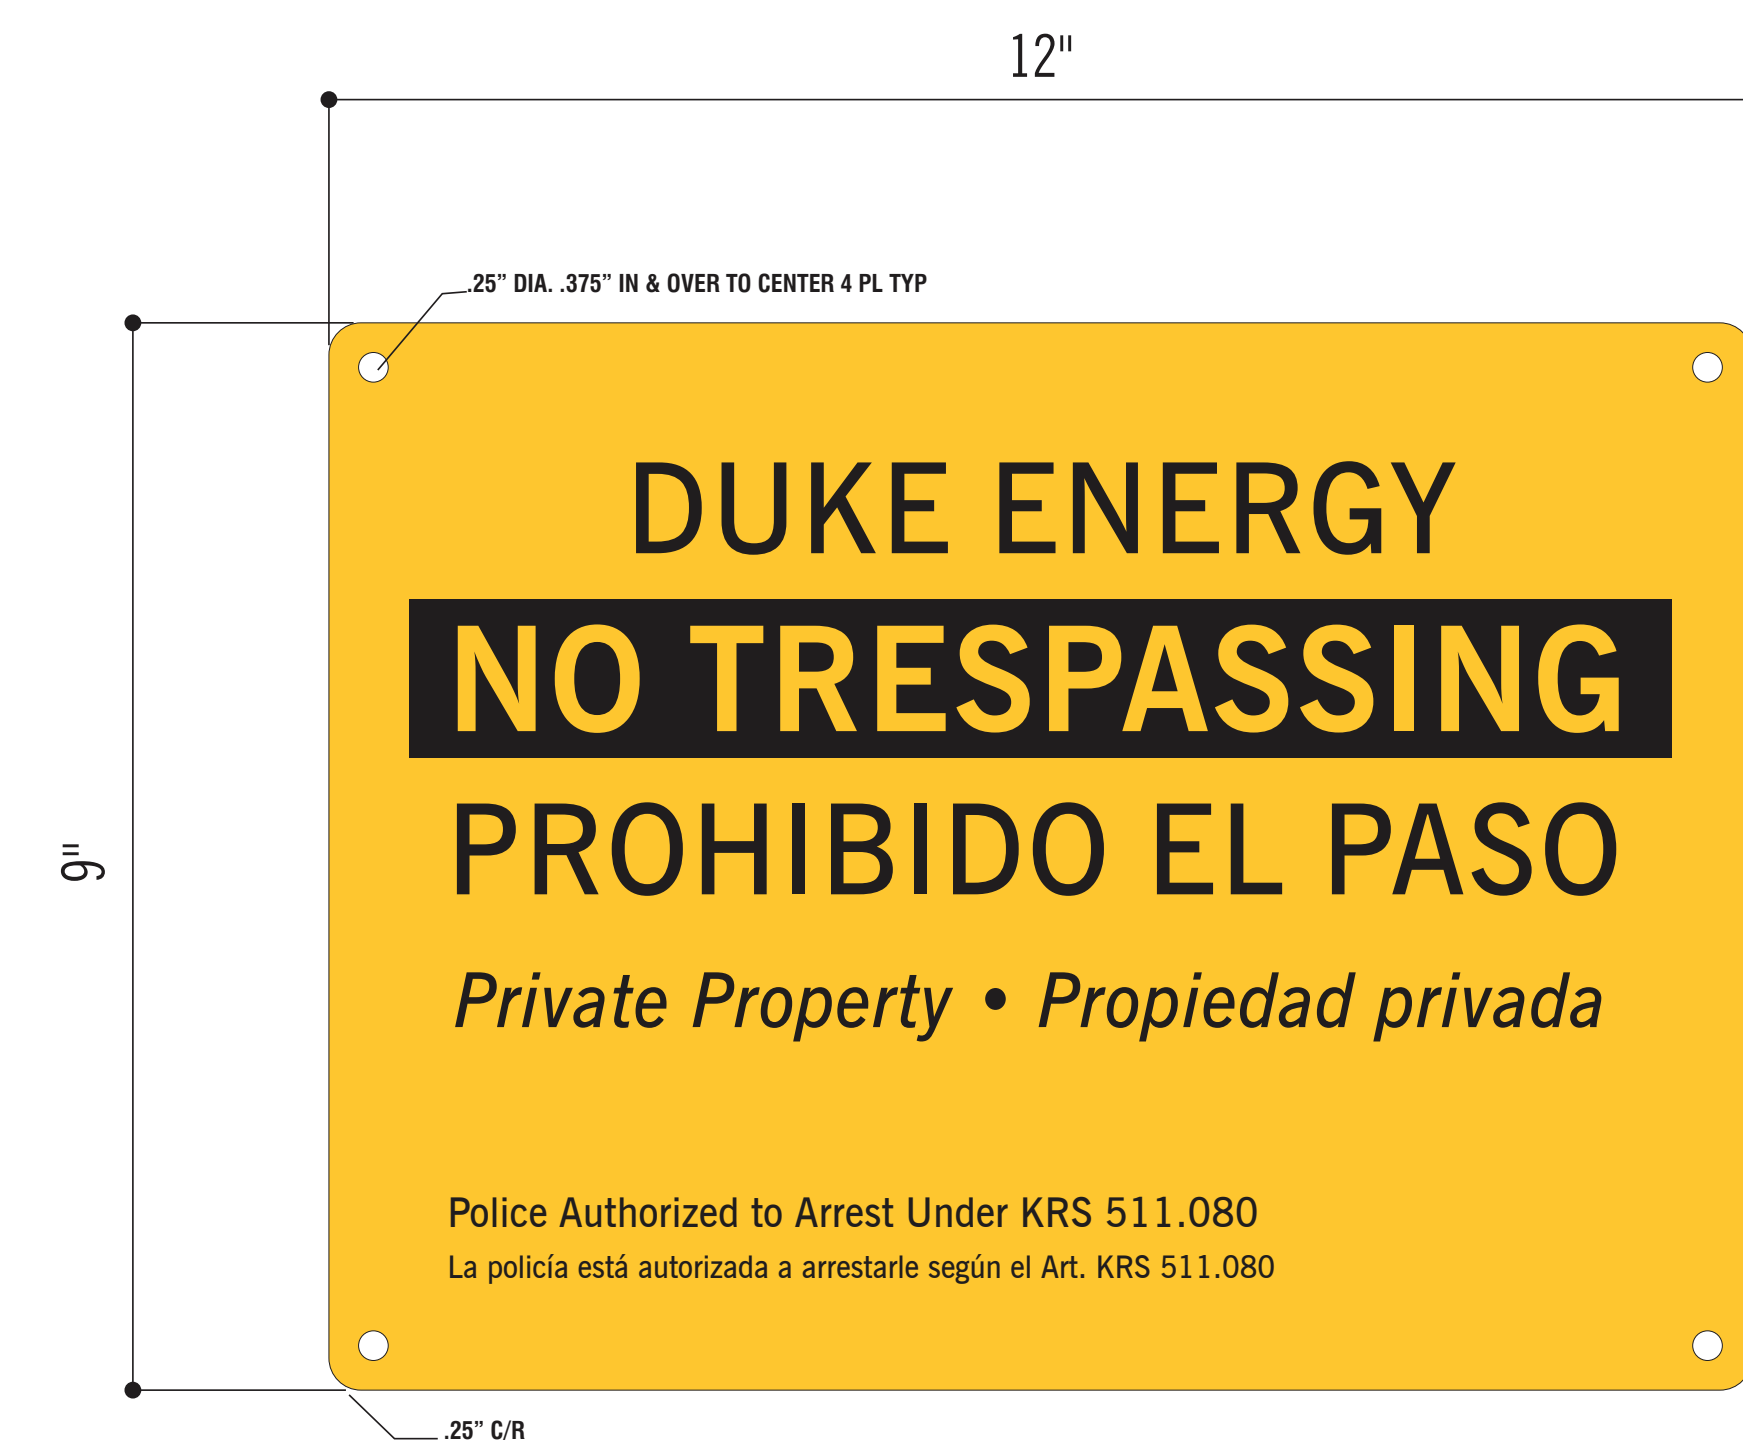 12"
.25” DIA. .375” IN & OVER TO CENTER 4 PL TYP
DUKE ENERGY
NO TRESPASSING
PROHIBIDO EL PASO
9"
Private Property • Propiedad privada
Police Authorized to Arrest Under KRS 511.080
La policía está autorizada a arrestarle según el Art. KRS 511.080
.25” C/R